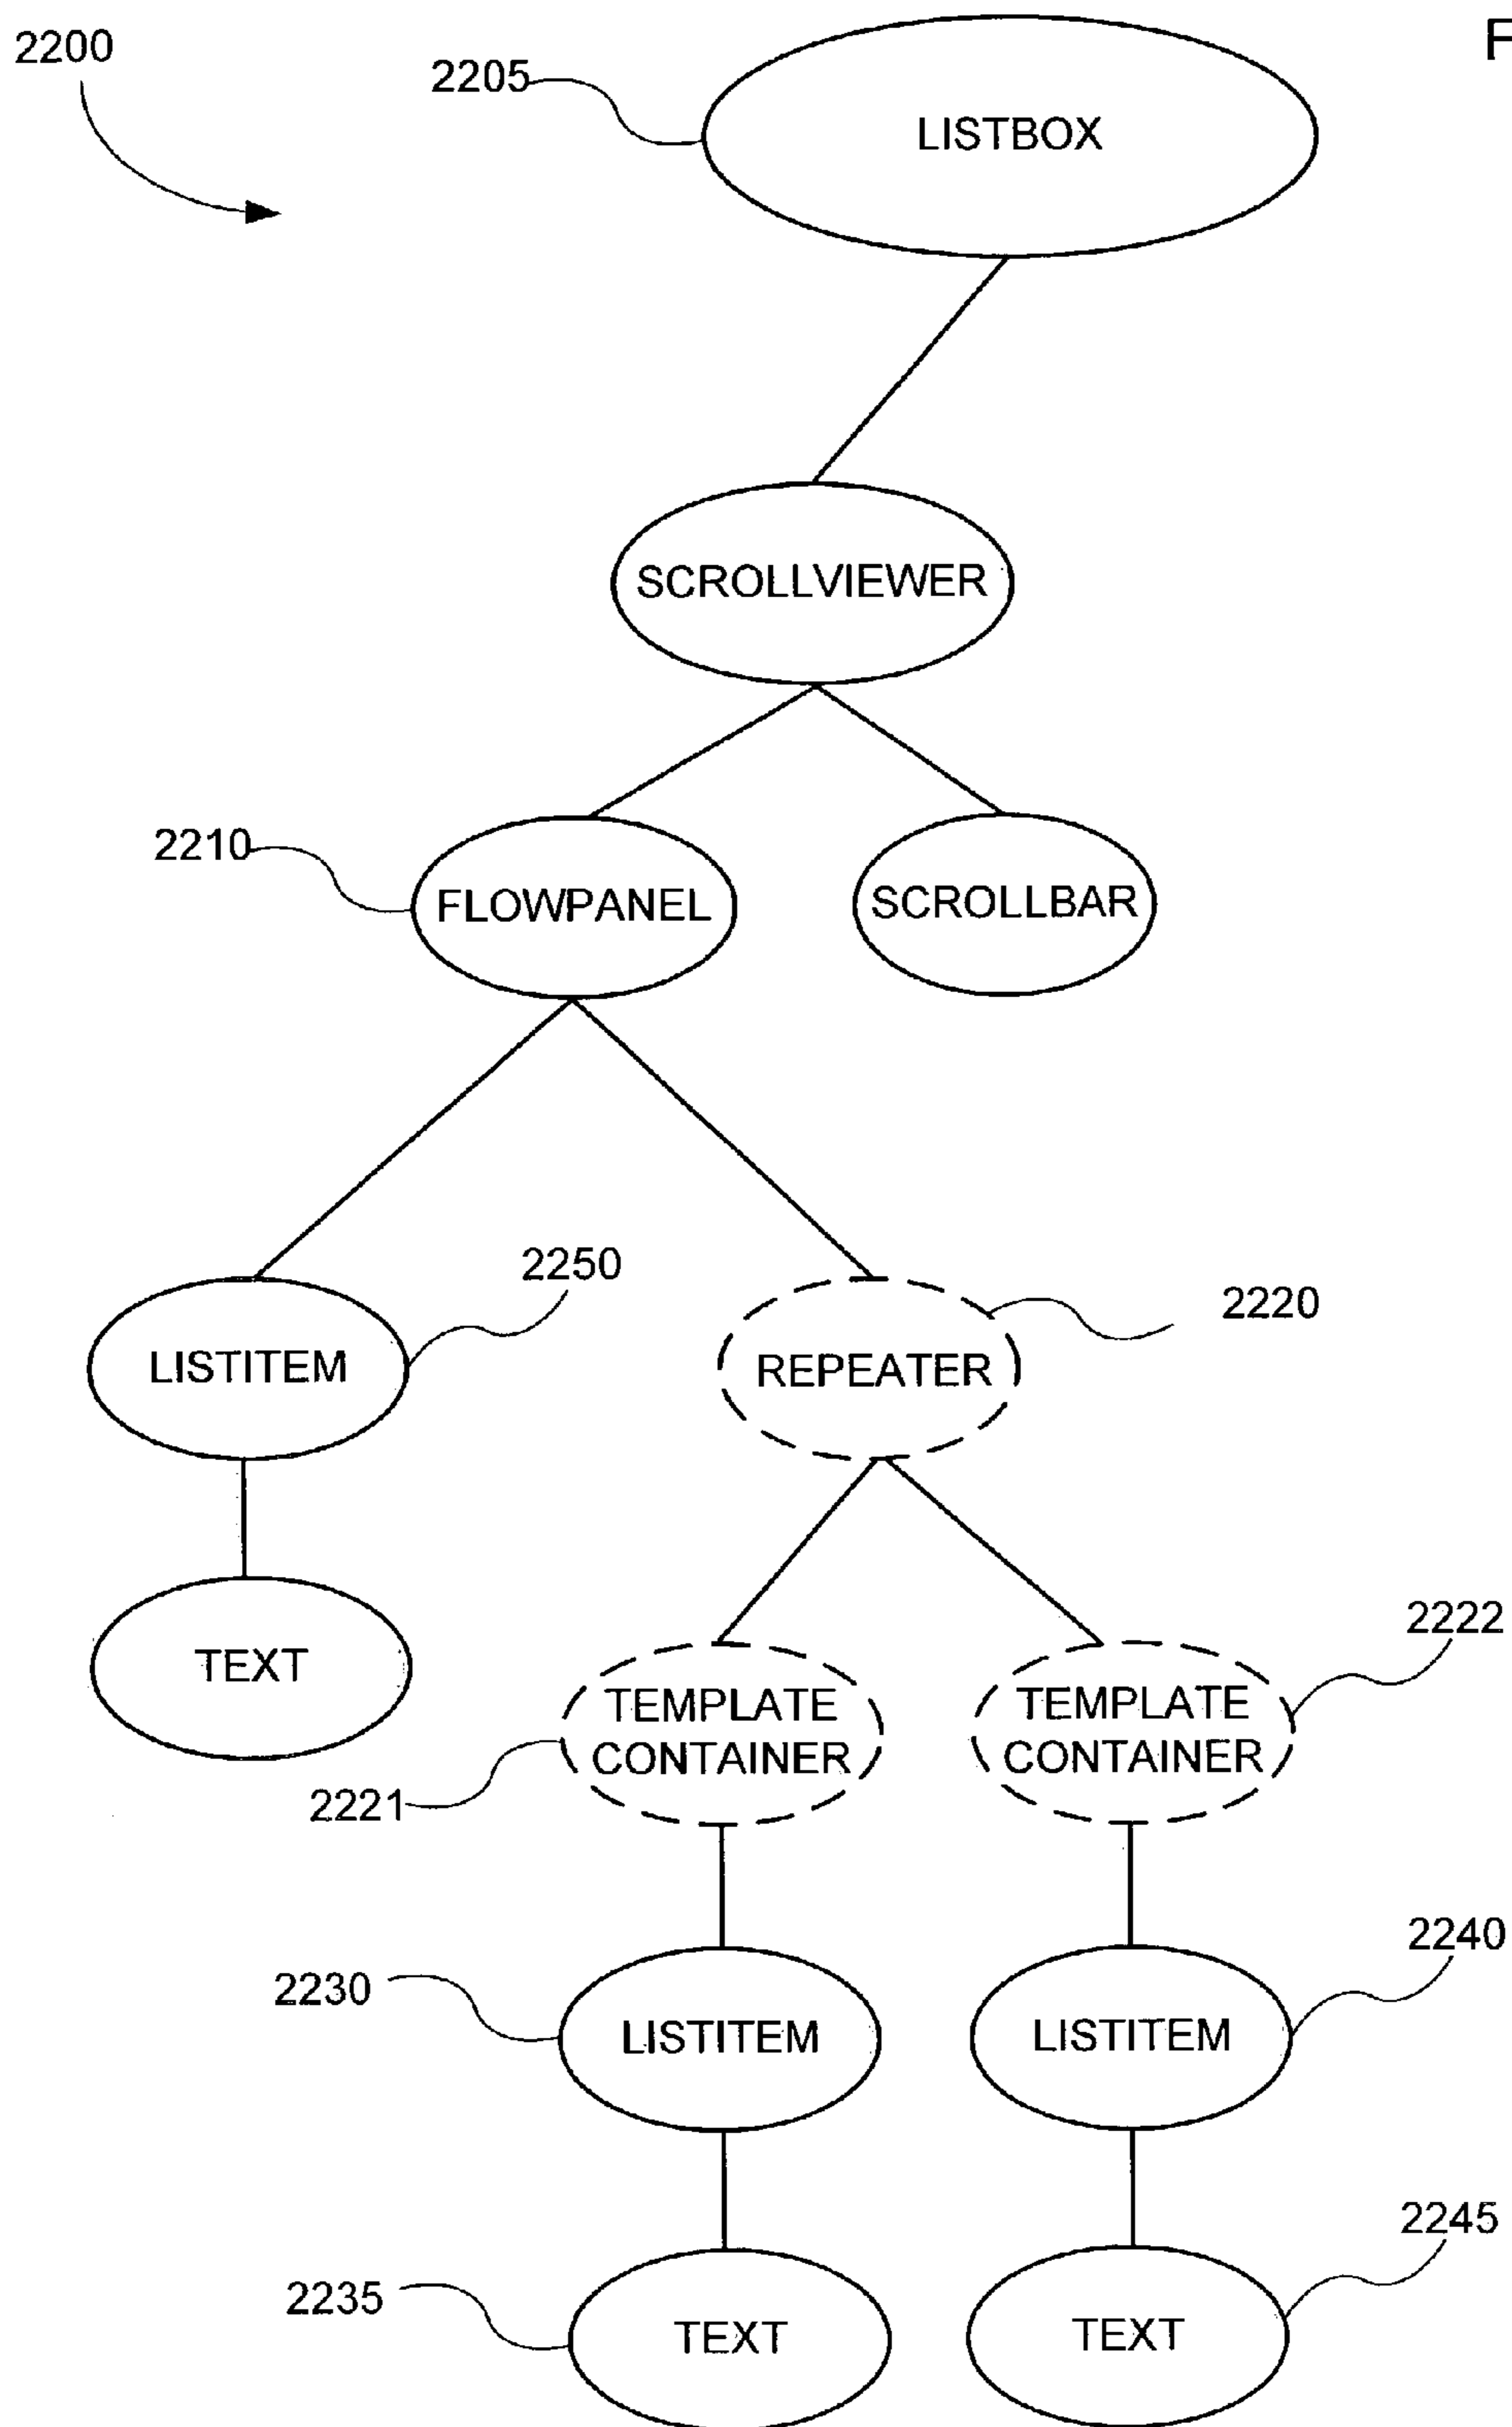 2200
F
2205
LISTBOX
SCROLLVIEWER
2210
FLOWPANEL
SCROLLBAR
2250
2220
LISTITEM
REPEATER
2222
TEXT
TEMPLATE
CONTAINER
TEMPLATE
CONTAINER
2221
2240
2230
LISTITEM
LISTITEM
2245
2235
TEXT
TEXT